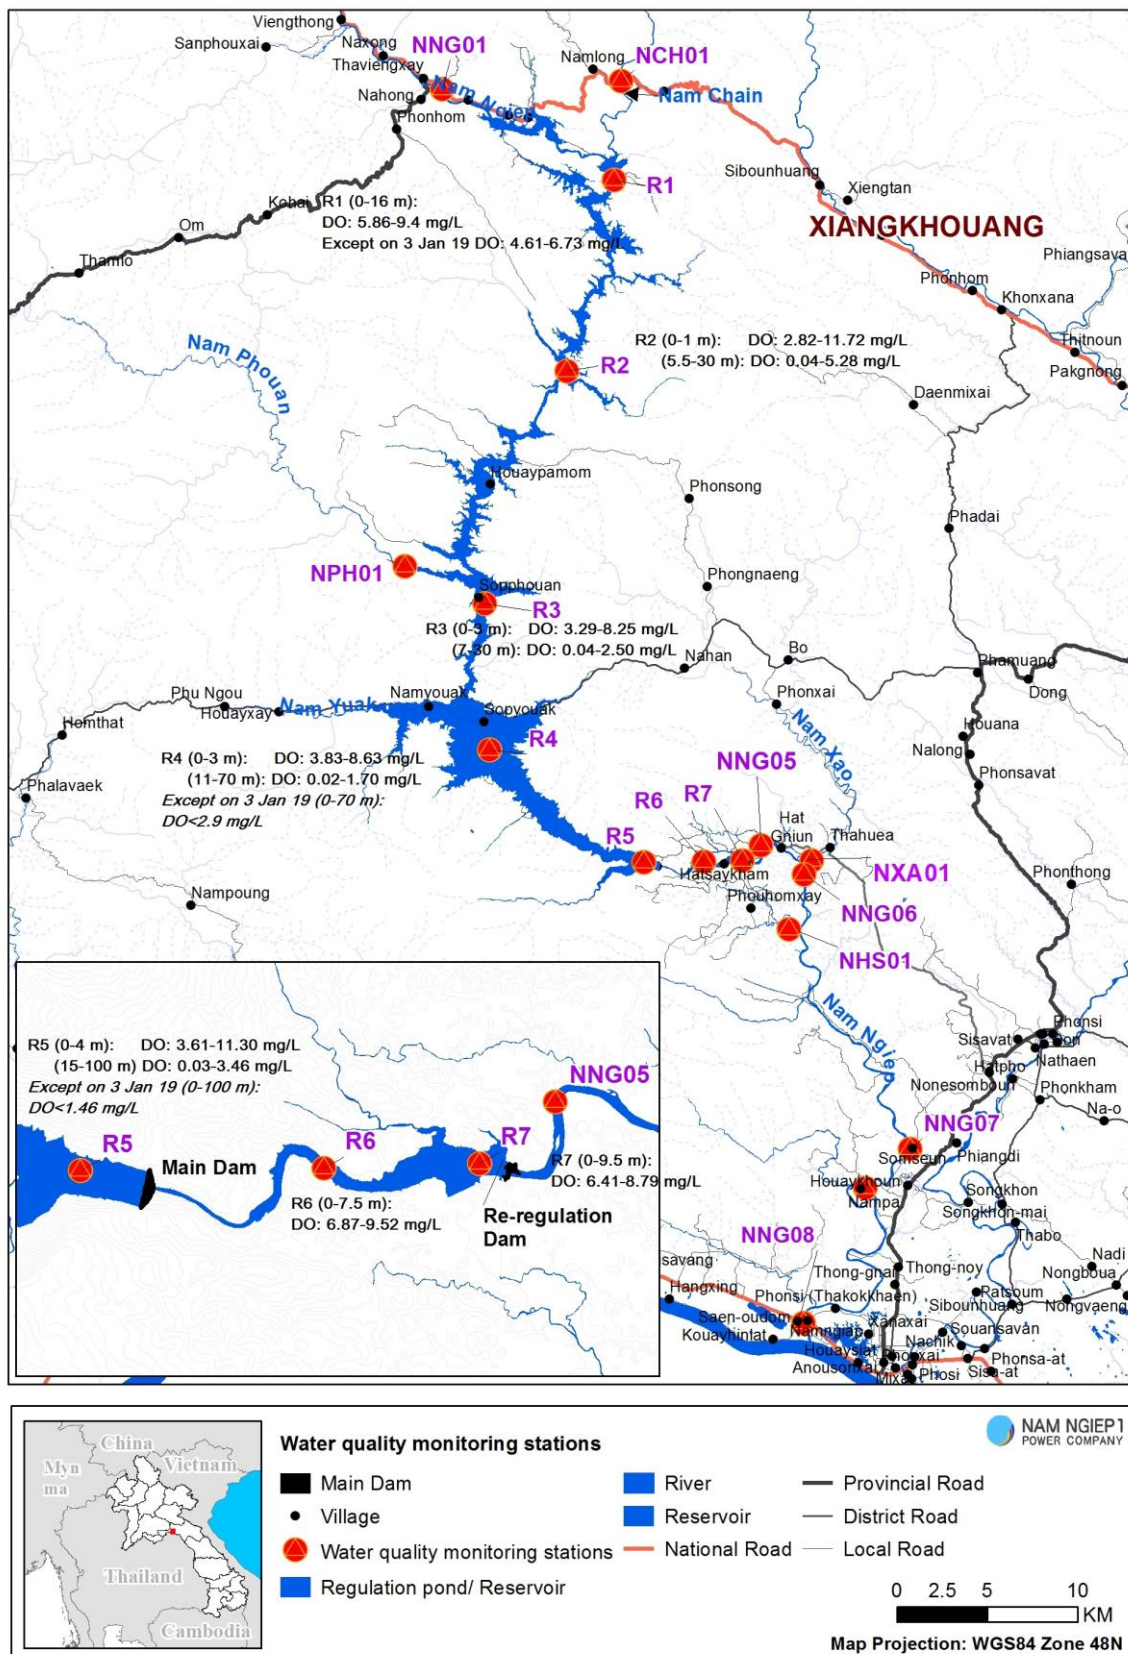 Viengthong
Sanphouxai
Naxong
NNG01
Thaviengxay
Nam Ngiep
Nahong
Phonhom
Namlong
NCH01
Nam Chain
R1
Sibounhuang
Xiengtan
XIANGKHOUANG
Kohai
Om
Thamlo
R1 (0-16 m):
DO: 5.86-9.4 mg/L
Except on 3 Jan 19 DO: 4.61-6.73 mg/L
Phiangsava
Phonhom
Khonxana
Thitnoun
Pakgnong
Nam Phouan
R2
R2 (0-1 m): DO: 2.82-11.72 mg/L
(5.5-30 m): DO: 0.04-5.28 mg/L
Daenmixai
Houaypamom
Phonsong
Phadai
NPH01
Sopphouan
R3
Phongnaeng
R3 (0-3 m): DO: 3.29-8.25 mg/L
(7-30 m): DO: 0.04-2.50 mg/L
Nahan
Bo
Phamuang
Dong
Phu Ngou
Houayxay
Nam Yuak
Namyouak
Homthat
Sopyouak
Phonxai
Nam Xao
Houana
Nalong
R4
R4 (0-3 m): DO: 3.83-8.63 mg/L
(11-70 m): DO: 0.02-1.70 mg/L
Except on 3 Jan 19 (0-70 m):
DO<2.9 mg/L
Phalavaek
NNG05
Phonsavat
R6
R7
R5
Hat
Gniun
Thahuea
Hatsaykham
NXA01
Phonthong
Nampoung
Phouhomxay
NNG06
NHS01
Nam Ngiep
R5 (0-4 m): DO: 3.61-11.30 mg/L
(15-100 m) DO: 0.03-3.46 mg/L
Except on 3 Jan 19 (0-100 m):
DO<1.46 mg/L
NNG05
R5
Main Dam
R6
R7
R7 (0-9.5 m):
DO: 6.41-8.79 mg/L
R6 (0-7.5 m):
DO: 6.87-9.52 mg/L
Re-regulation
Dam
Phonsi
Sisavat
Nathaen
Hatpho
Nonesomboun
Phonkham
Na-o
NNG07
Somseun
Phiangdi
Houaykhoun
Nampa
Songkhon
Songkhon-mai
Thabo
NNG08
savang
Hangxing
Thong-gnai
Thong-noy
Nadi
Nongboua
Phonsi (Thakokkhaen)
Patsoum
Sibounhuang
Nongvaeng
Saen-oudom
Namngiap
Xanaxai
Souansavan
Kouayhintat
Nachik
Houaysiat
Phonxai
Phonsa-at
Anousonxai
Mixai
Phosi
Sisa-at
China
Myn
ma
Vietnam
Thailand
Cambodia
Water quality monitoring stations
NAM NGIEP1
POWER COMPANY
Main Dam
River
Provincial Road
Village
Reservoir
District Road
Water quality monitoring stations
National Road
Local Road
Regulation pond/ Reservoir
0 2.5 5 10
KM
Map Projection: WGS84 Zone 48N